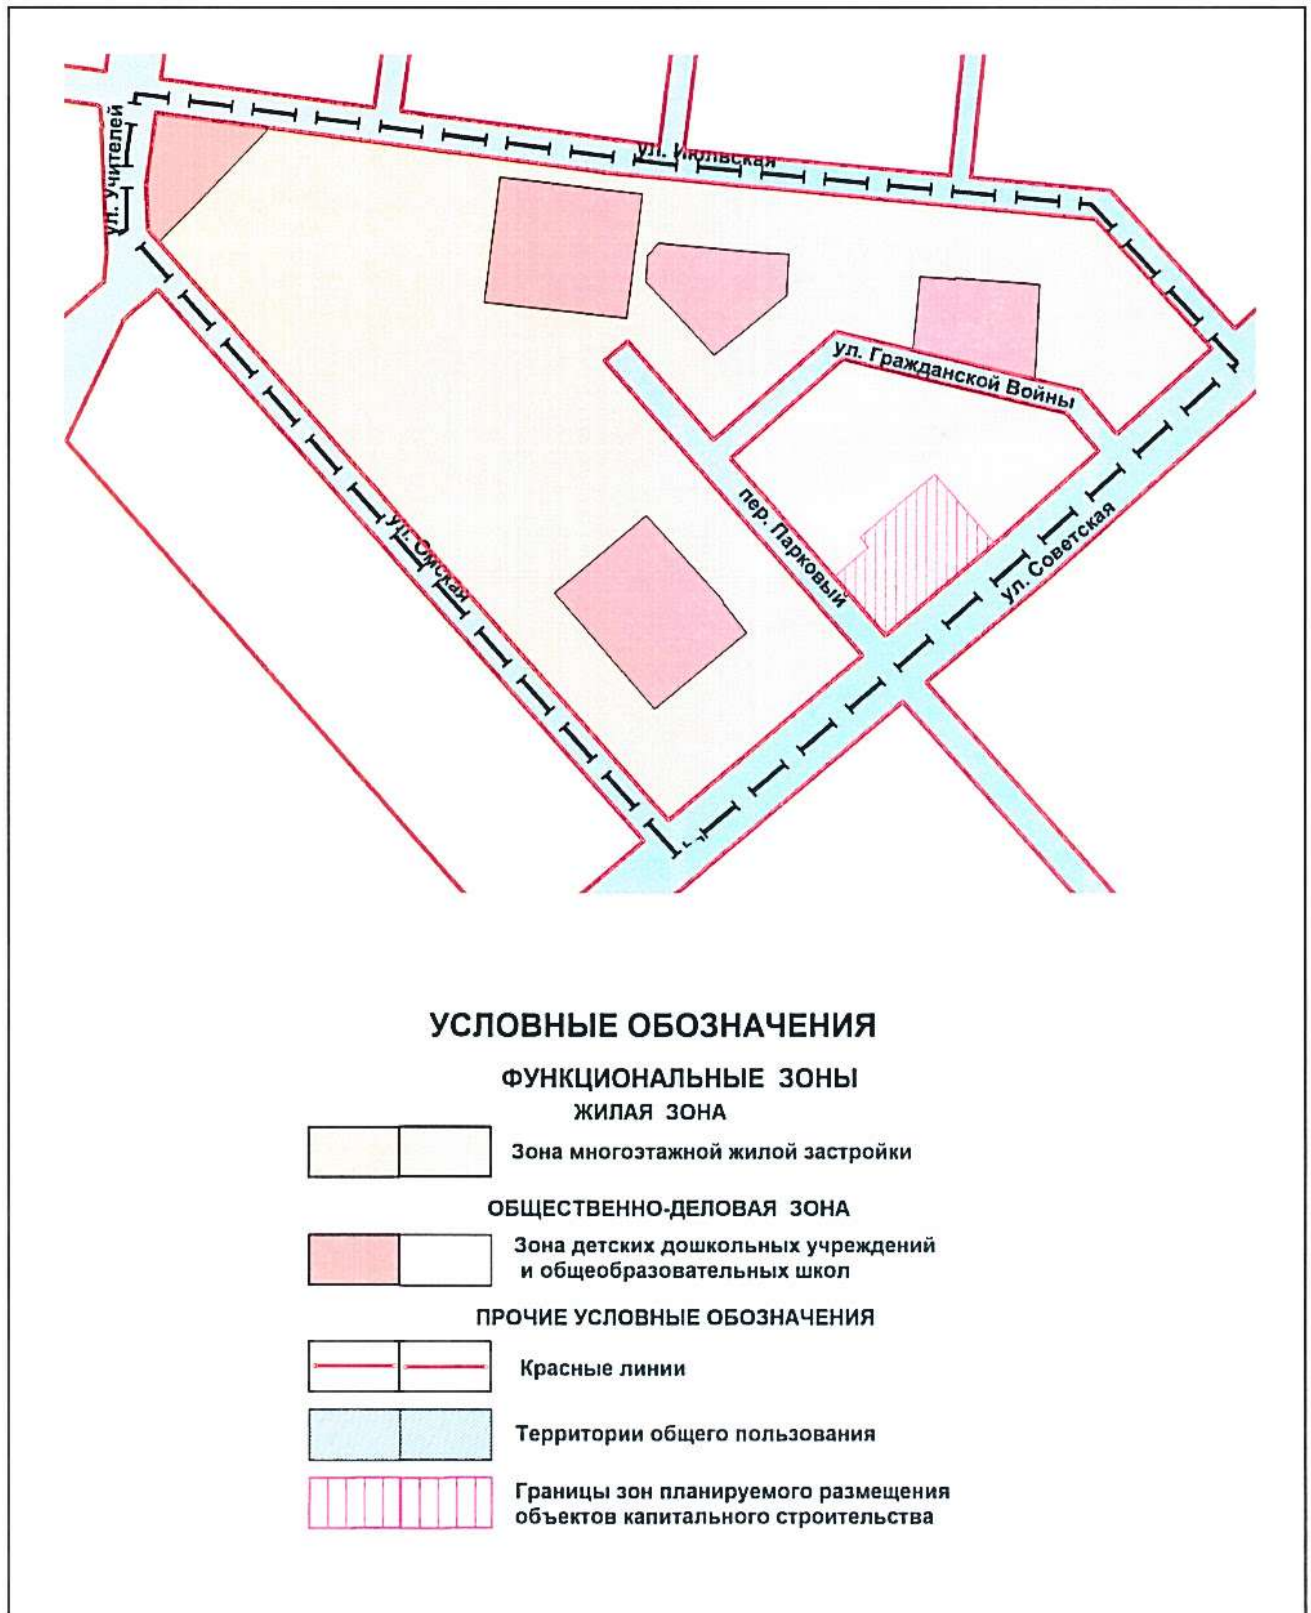 ул. Учителей
ул. Июльская
ул. Гражданской Войны
пер. Парковый
ул. Советская
ул. Омская
УСЛОВНЫЕ ОБОЗНАЧЕНИЯ
ФУНКЦИОНАЛЬНЫЕ ЗОНЫ
ЖИЛАЯ ЗОНА
Зона многоэтажной жилой застройки
ОБЩЕСТВЕННО-ДЕЛОВАЯ ЗОНА
Зона детских дошкольных учреждений
и общеобразовательных школ
ПРОЧИЕ УСЛОВНЫЕ ОБОЗНАЧЕНИЯ
Красные линии
Территории общего пользования
Границы зон планируемого размещения
объектов капитального строительства